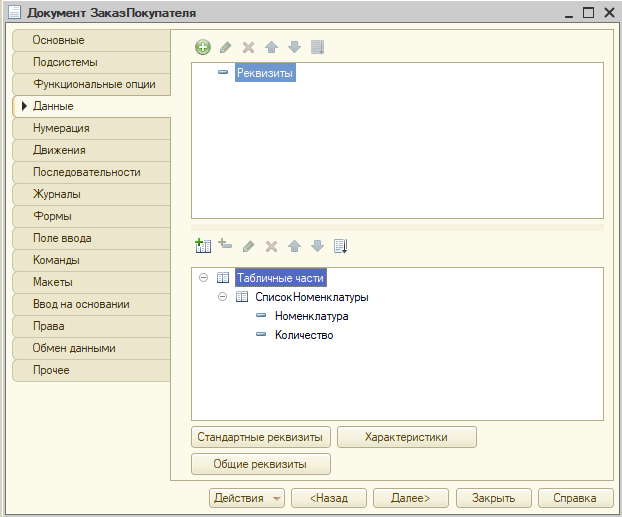 Документ ЗаказПокупателя
Основные
Подсистемы
Функциональные опции
Данные
Нумерация
Движения
Последовательности
Журналы
Формы
Поле ввода
Команды
Макеты
Ввод на основании
Права
Обмен данными
Прочее
Реквизиты
Табличные части
СписокНоменклатуры
Номенклатура
Количество
Стандартные реквизиты
Характеристики
Общие реквизиты
Действия
<Назад
Далее>
Закрыть
Справка